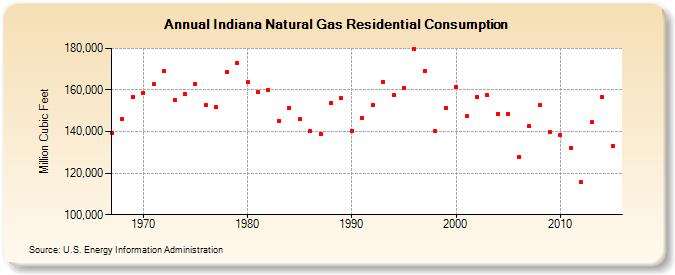 Annual Indiana Natural Gas Residential Consumption
Million Cubic Feet
180,000
160,000
140,000
120,000
100,000
1970 1980 1990 2000 2010
Source: U.S. Energy Information Administration